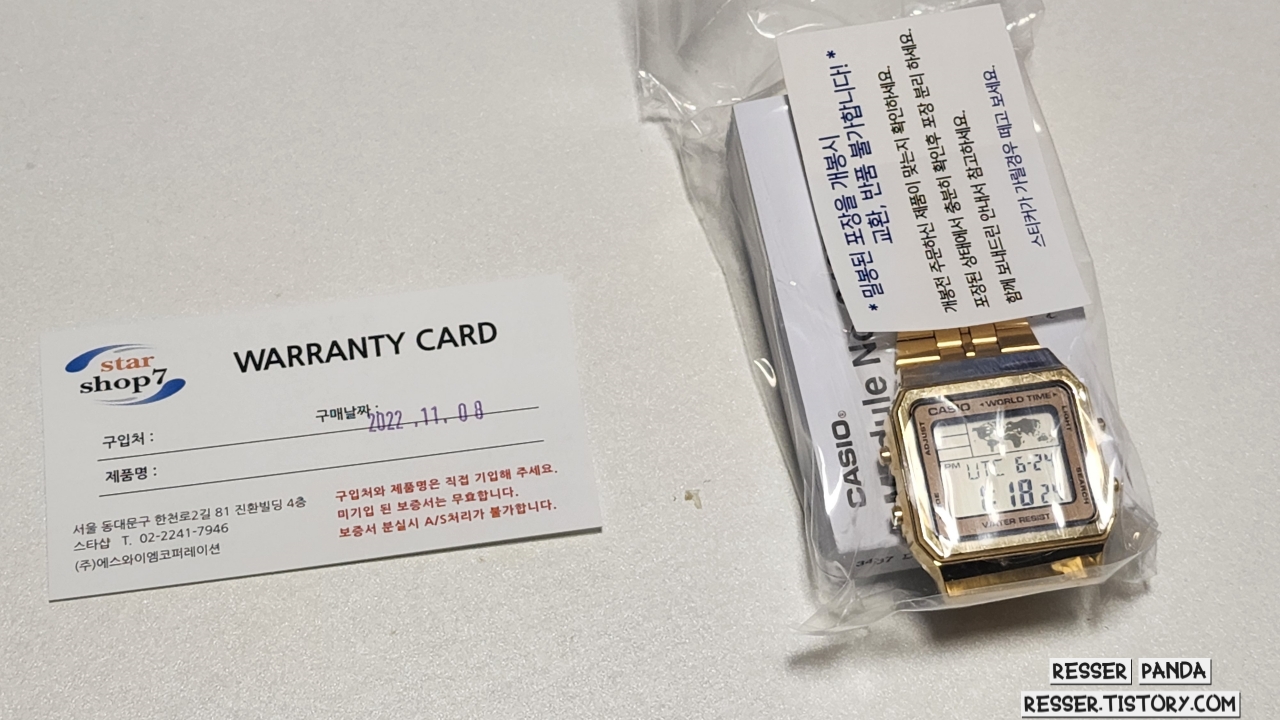 star
shop7
WARRANTY CARD
구매날짜 : 2022 .11. 08
구입처 :
제품명 :
서울 동대문구 한천로2길 81 진환빌딩 4층
스타샵 T. 02-2241-7946
(주)에스와이엠코퍼레이션
구입처와 제품명은 직접 기입해 주세요.
미기입 된 보증서는 무효합니다.
보증서 분실시 A/S처리가 불가합니다.
* 밀봉된 포장을 개봉시
교환, 반품 불가합니다! *
개봉전 주문하신 제품이 맞는지 확인하세요.
포장된 상태에서 충분히 확인후 포장 분리 하세요.
함께 보내드린 안내서 참고하세요.
스티커가 가릴경우 떼고 보세요.
CASIO®
Module No.
CASIO
WORLD TIME
ADJUST
LIGHT
SEARCH
PM
UTC 6-24
WATER RESIST
RESSER PANDA
RESSER.TISTORY.COM